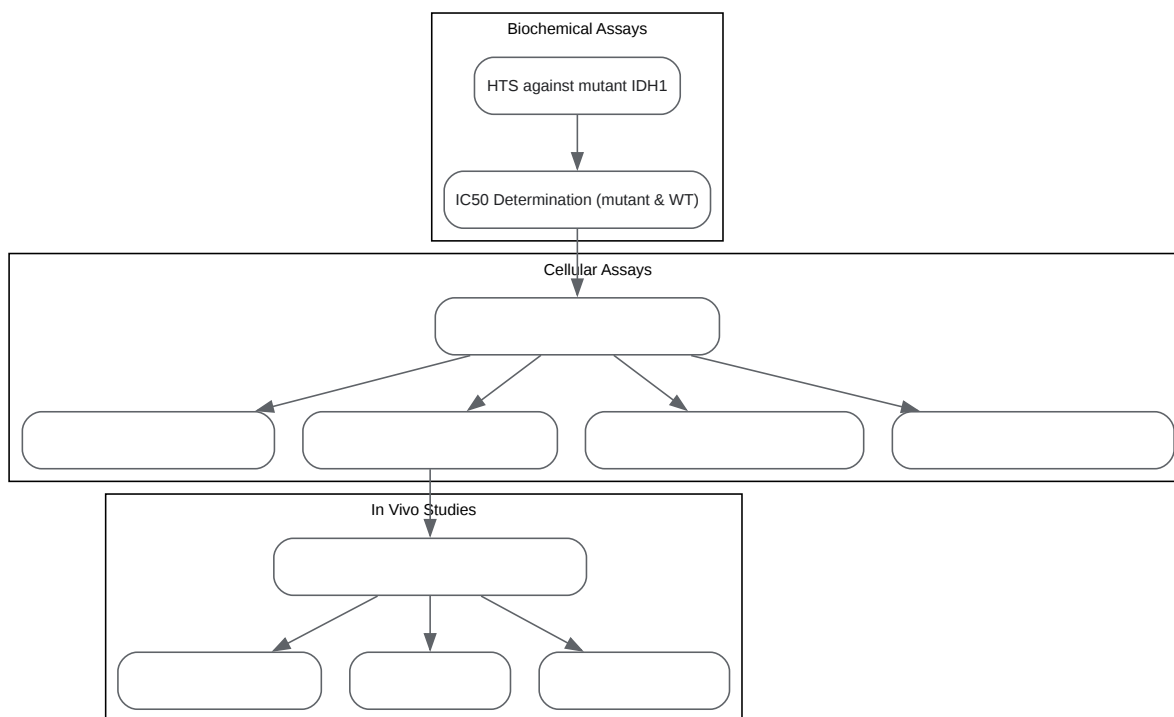 Biochemical Assays
HTS against mutant IDH1
IC50 Determination (mutant & WT)
Cellular Assays
In Vivo Studies